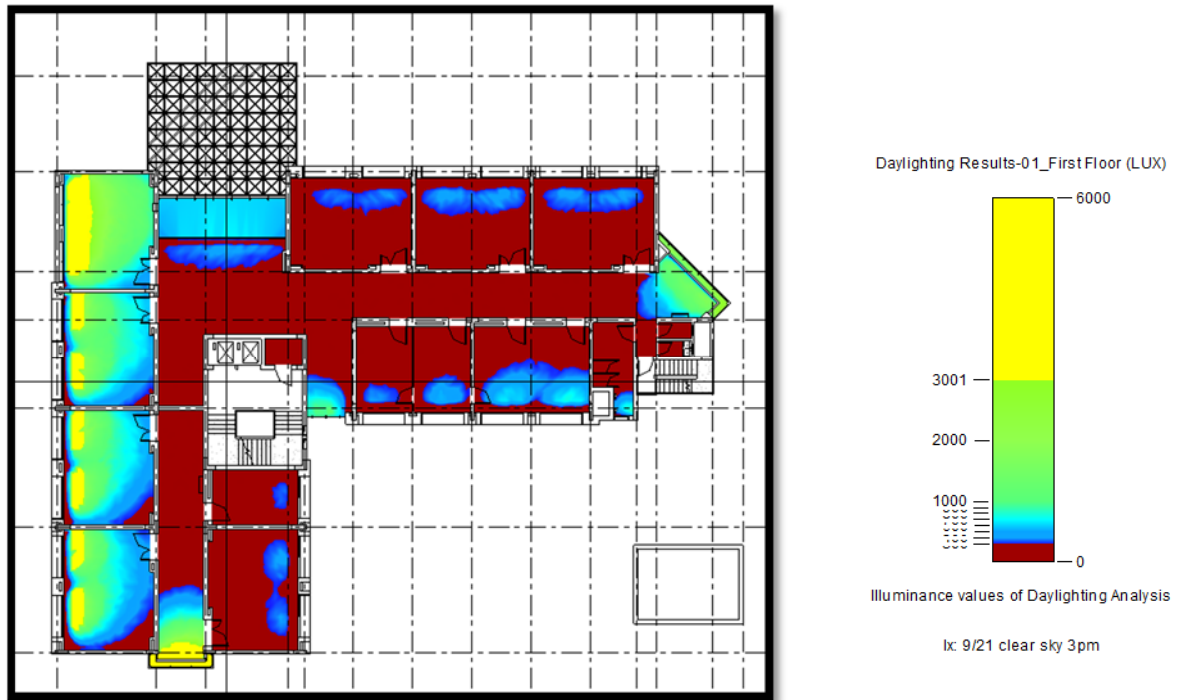 Daylighting Results-01_First Floor (LUX)
6000
3001
2000
1000
0
Illuminance values of Daylighting Analysis
lx: 9/21 clear sky 3pm